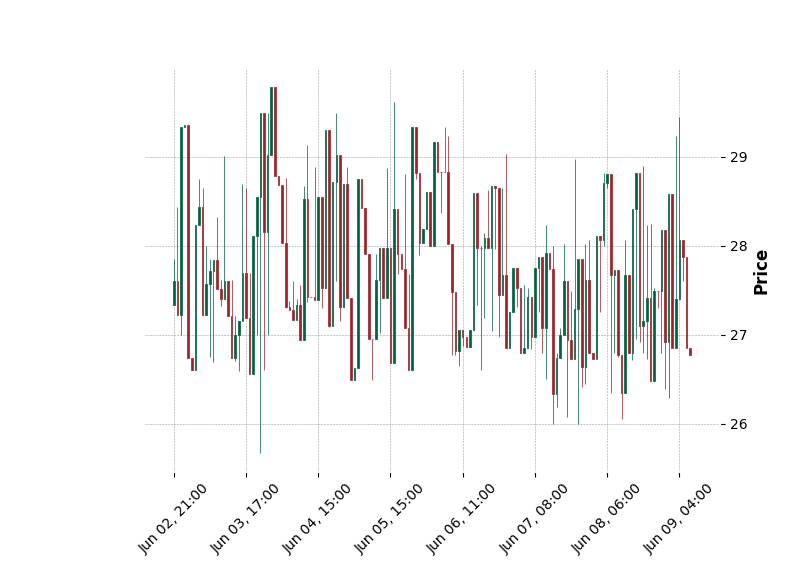 29
28
27
26
Price
Jun 02, 21:00
Jun 03, 17:00
Jun 04, 15:00
Jun 05, 15:00
Jun 06, 11:00
Jun 07, 08:00
Jun 08, 06:00
Jun 09, 04:00